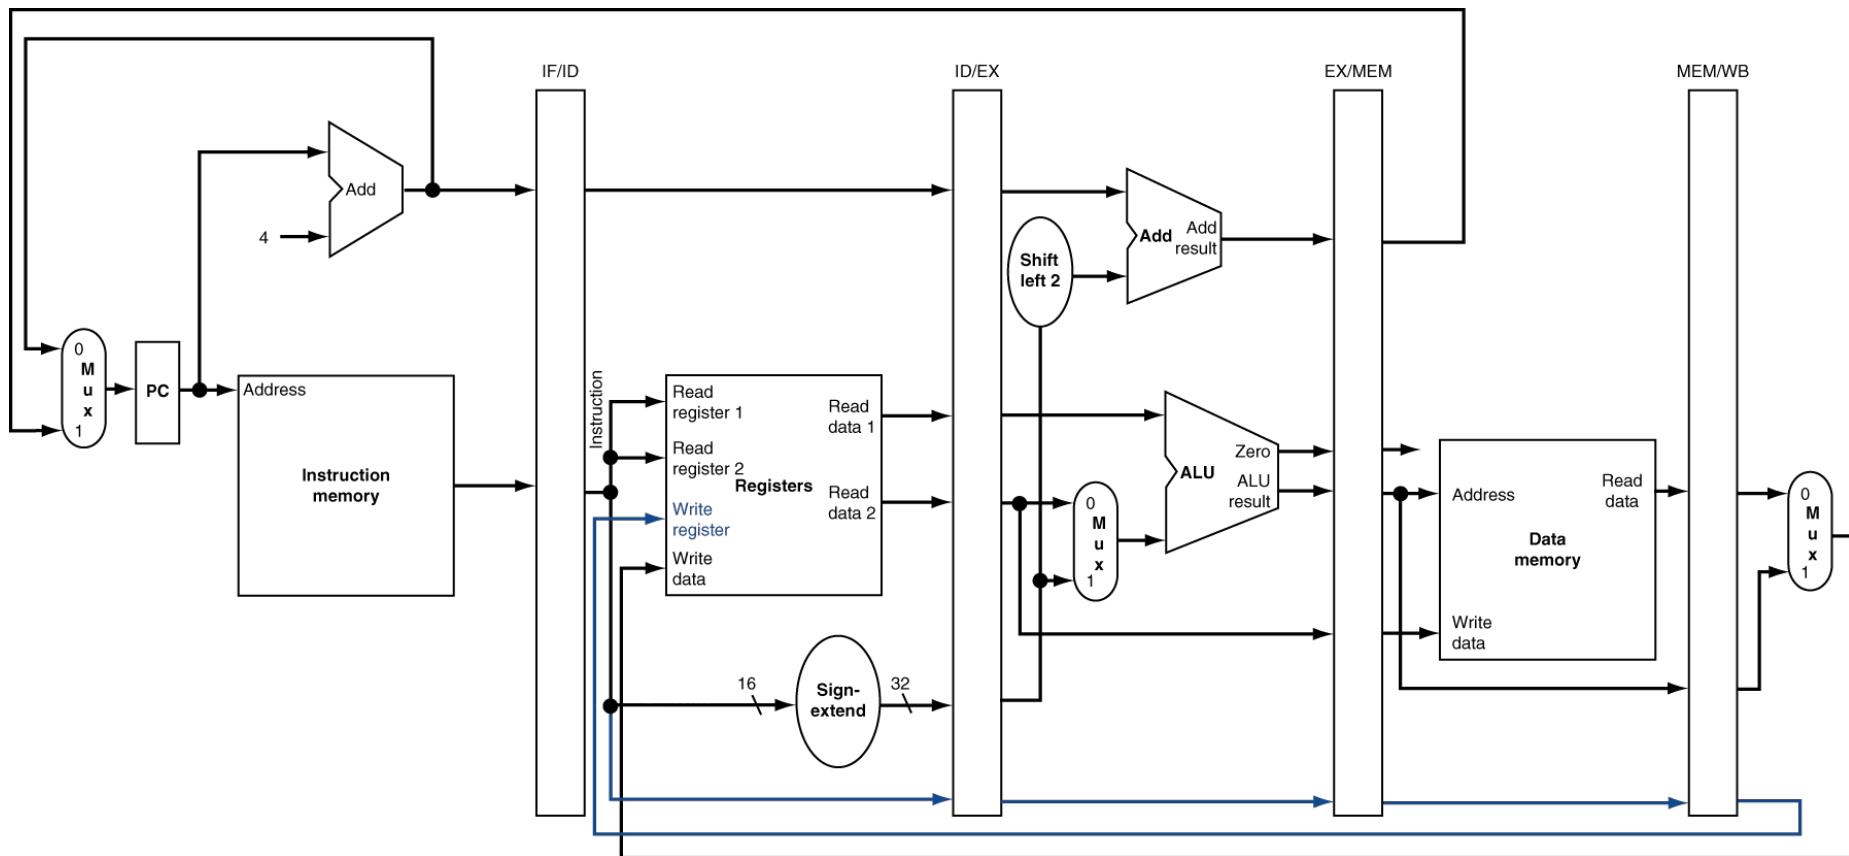 IF/ID
ID/EX
EX/MEM
MEM/WB
Add
4
Shift
left 2
Add
Add
result
0
M
u
x
1
PC
Address
Instruction
memory
Instruction
Read
register 1
Read
register 2
Write
register
Write
data
Registers
Read
data 1
Read
data 2
16
Sign-
extend
32
0
M
u
x
1
ALU
Zero
ALU
result
Address
Read
data
Data
memory
Write
data
0
M
u
x
1